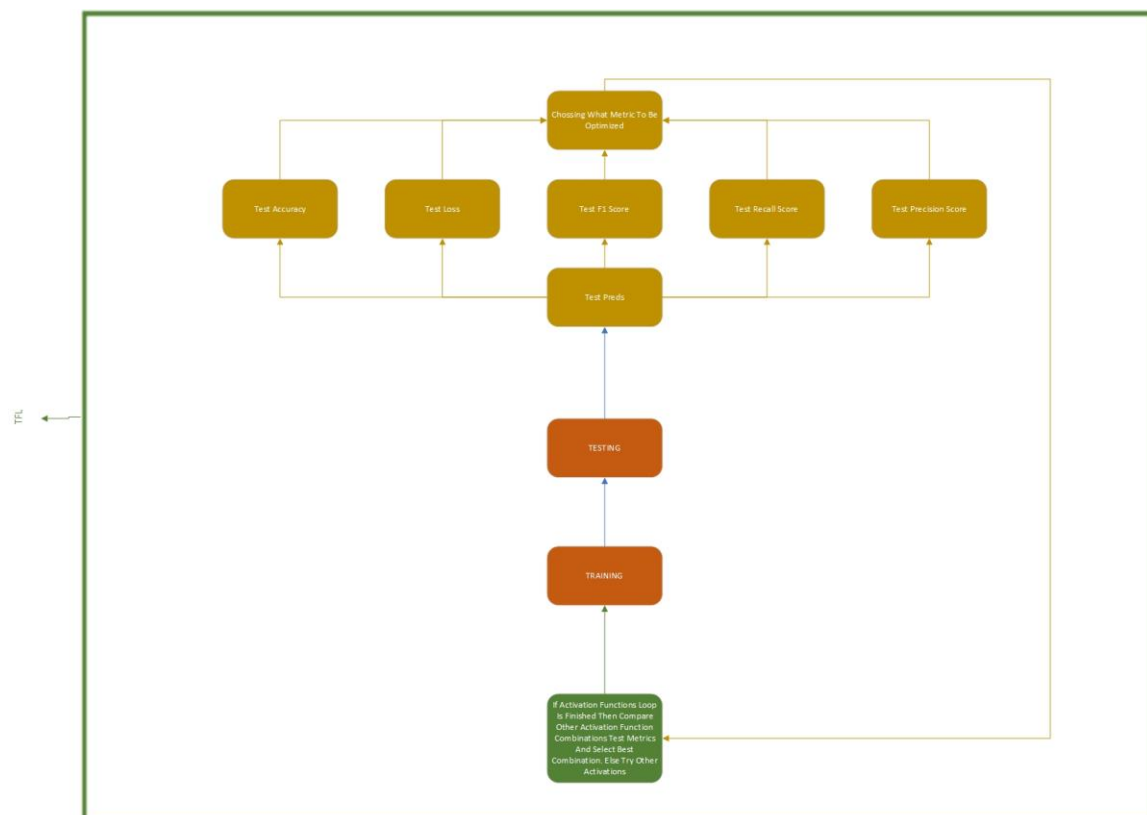 Chossing What Metric To Be
Optimized
Test Accuracy
Test Loss
Test F1 Score
Test Recall Score
Test Precision Score
Test Preds
TFL
TESTING
TRAINING
If Activation Functions Loop
Is Finished Then Compare
Other Activation Function
Combinations Test Metrics
And Select Best
Combination, Else Try Other
Activations